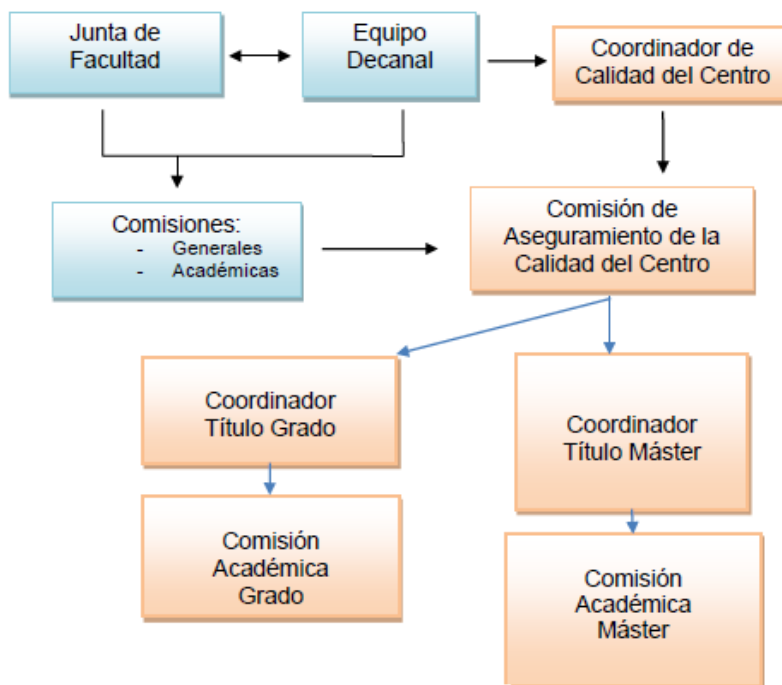 Junta de
Facultad
Equipo
Decanal
Coordinador de
Calidad del Centro
Comisiones:
- Generales
- Académicas
Comisión de
Aseguramiento de la
Calidad del Centro
Coordinador
Título Grado
Coordinador
Título Máster
Comisión
Académica
Grado
Comisión
Académica
Máster